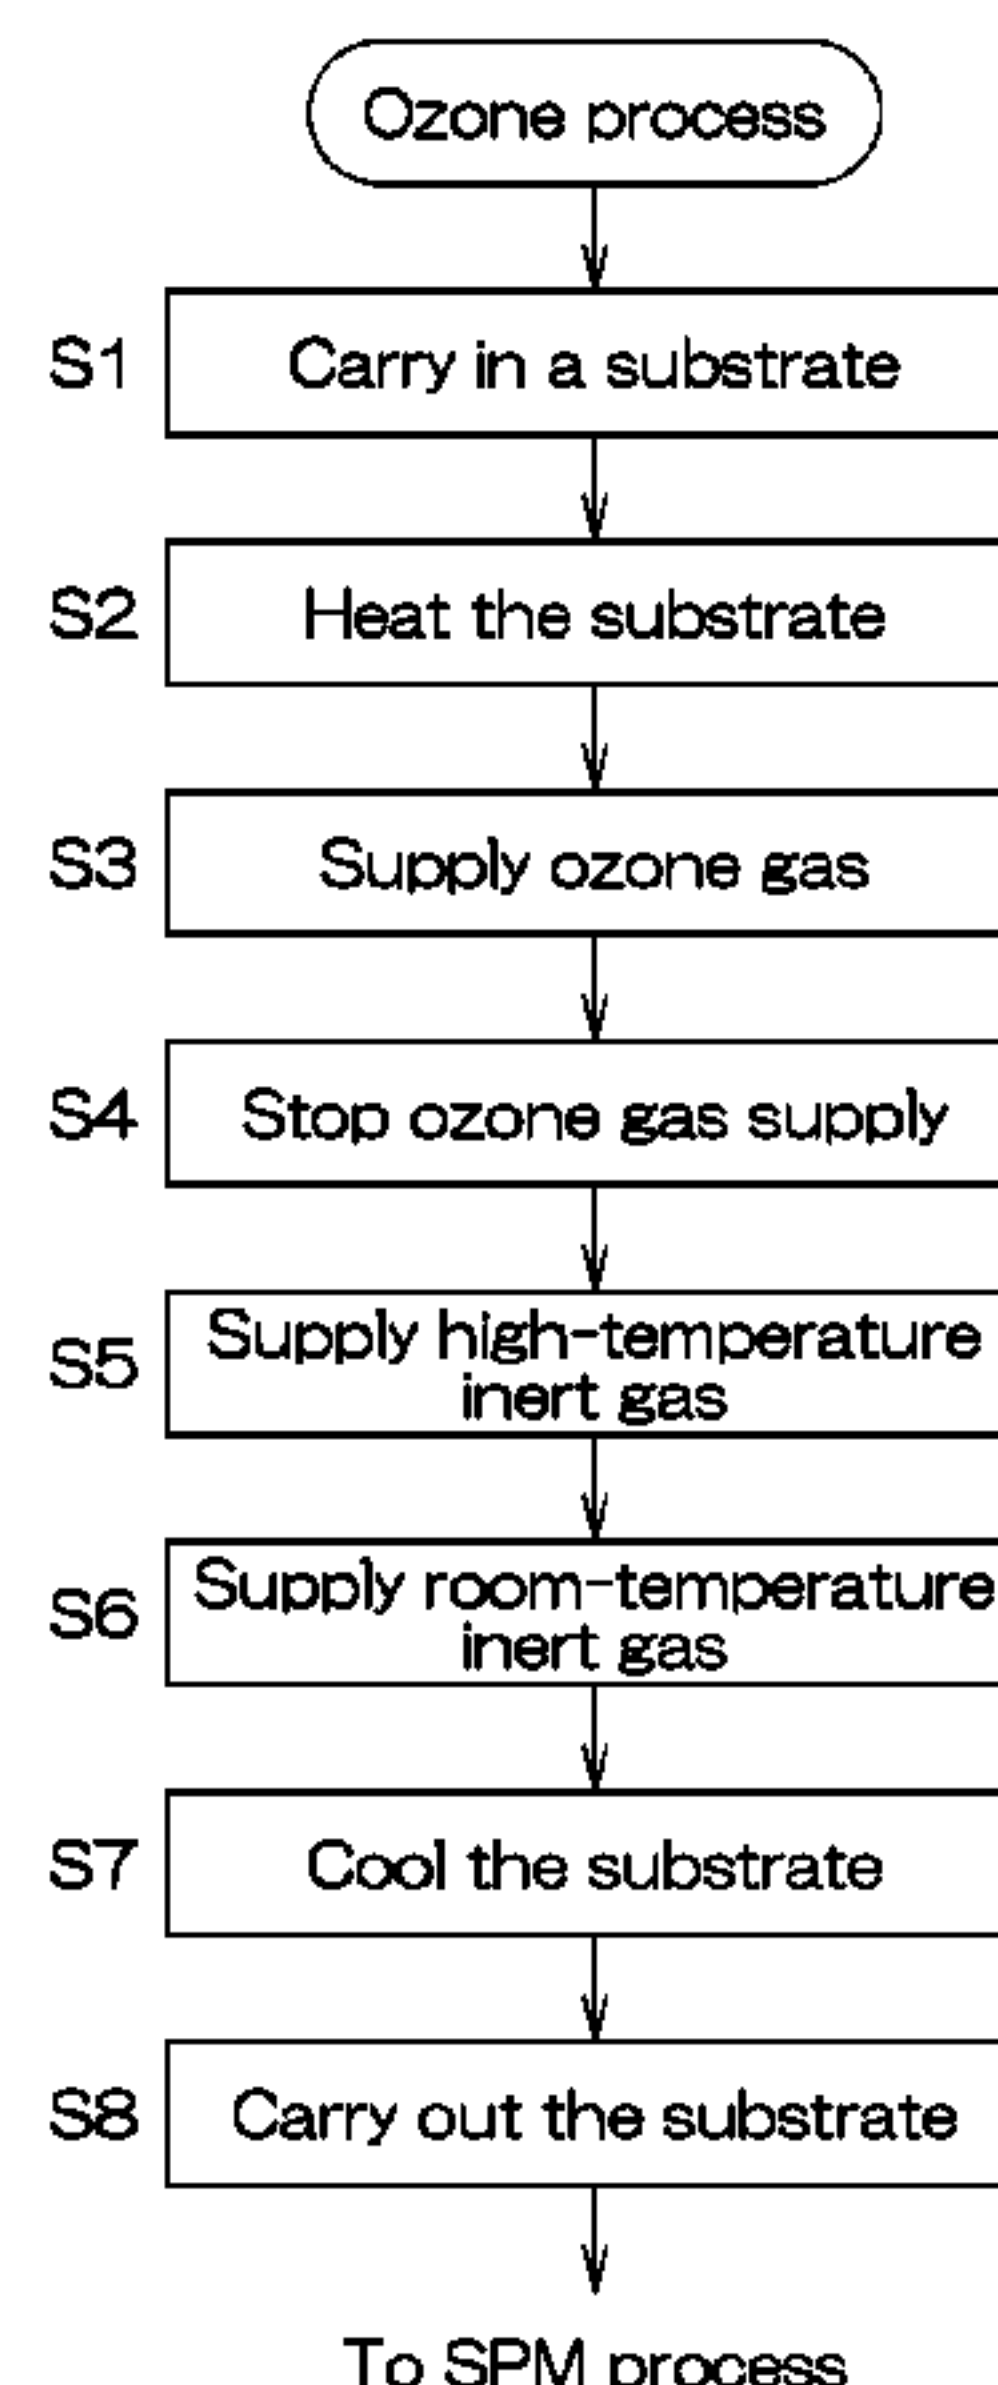 Ozone process
S1 Carry in a substrate
S2 Heat the substrate
S3 Supply ozone gas
S4 Stop ozone gas supply
S5 Supply high-temperature
inert gas
S6 Supply room-temperature
inert gas
S7 Cool the substrate
S8 Carry out the substrate
To SPM process